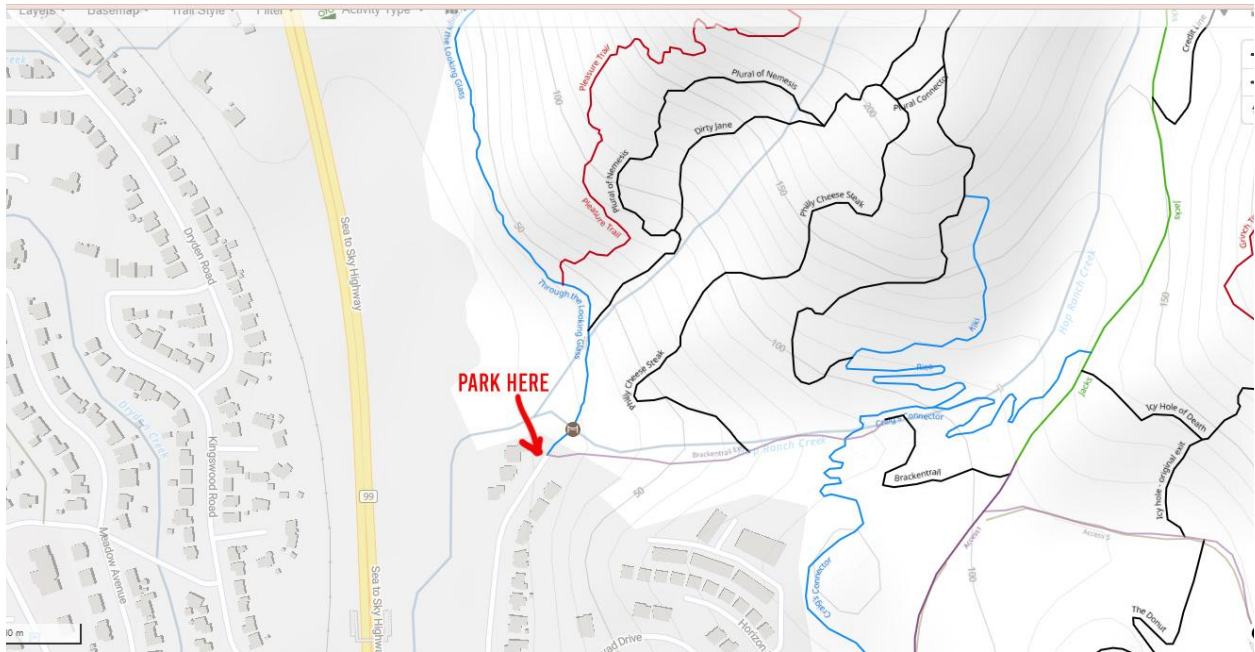 Layers
Basemap
Trail Style
Filter
Activity Type
Through the Looking Glass
Pleasure Trail
Plural of Nemesis
Plural Connector
Credit Line
Jacks
100
200
Dirty Jane
Plural of Nemesis
150
Philly Cheese Steak
Pleasure Trail
50
Dryden Road
Sea to Sky Highway
Through the Looking Glass
Hop Ranch Creek
150
Grinch
Kiki
100
Philly Cheese Steak
PARK HERE
Jacks
Craig's Connector
Icy Hole of Death
Dryden Creek
Kingswood Road
Brackentrail
Hop Ranch Creek
Brackentrail
Icy hole - original exit
50
99
Meadow Avenue
Access
Access S
100
Sea to Sky Highway
Craig's Connector
The Donut
Horizon
Drive